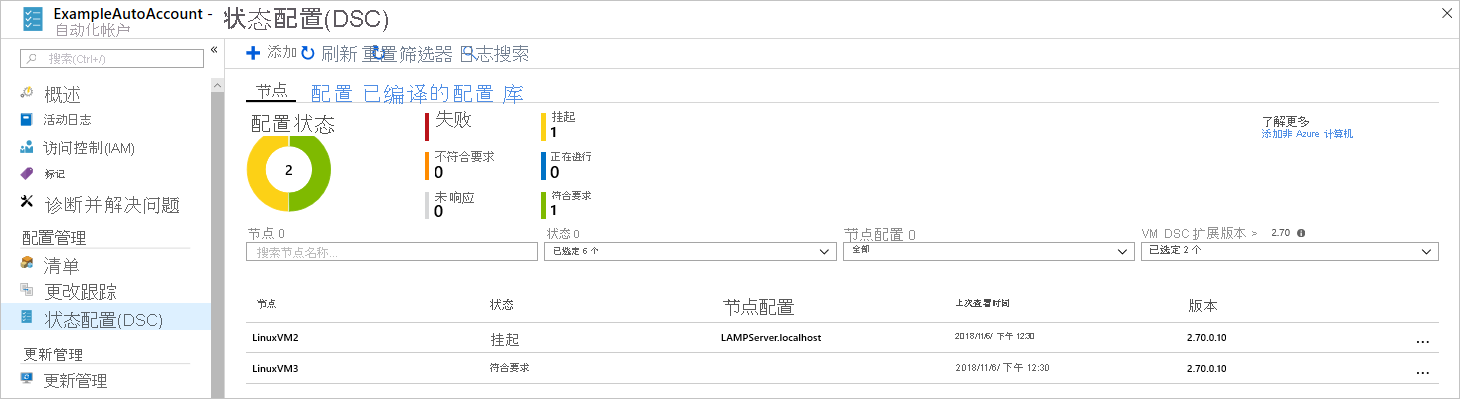 ExampleAutoAccount - 状态配置(DSC)
自动化帐户
搜索(Ctrl+/)
«
概述
活动日志
访问控制(IAM)
标记
诊断并解决问题
配置管理
清单
更改跟踪
状态配置(DSC)
更新管理
更新管理
添加 刷新 重置筛选器 日志搜索
节点 配置 已编译的配置 库
配置状态
2
失败
不符合要求
0
未响应
0
挂起
1
正在进行
0
符合要求
1
了解更多
添加非 Azure 计算机
节点 0
搜索节点名称...
状态 0
已选定 6 个
节点配置 0
全部
VM DSC 扩展版本 > 2.70
已选定 2 个
节点 状态 节点配置 上次查看时间 版本
LinuxVM2 挂起 LAMPServer.localhost 2018/11/6/ 下午 12:30 2.70.0.10 ...
LinuxVM3 符合要求 2018/11/6/ 下午 12:30 2.70.0.10 ...